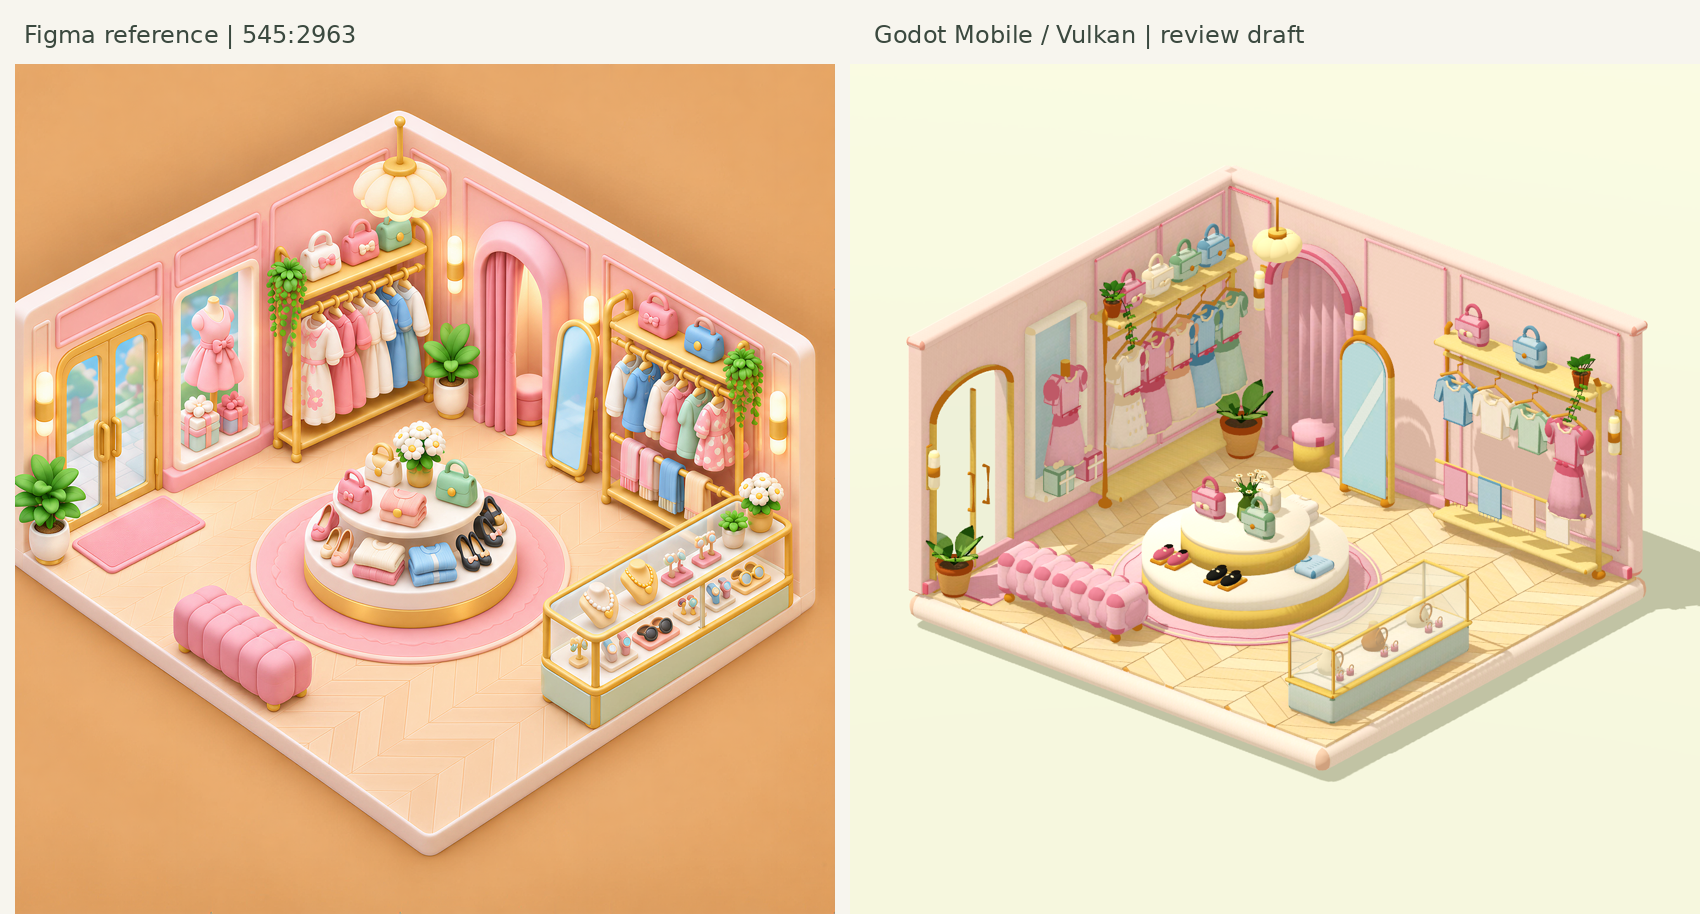 Figma reference | 545:2963
Godot Mobile / Vulkan | review draft